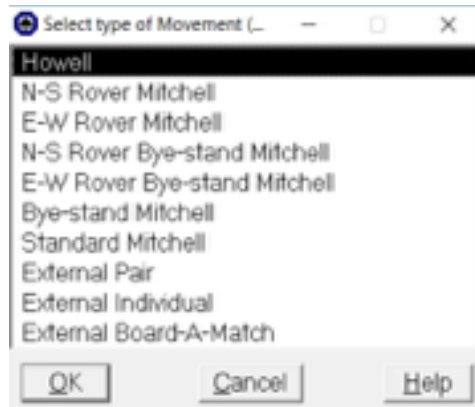 Select type of Movement (...
Howell
N-S Rover Mitchell
E-W Rover Mitchell
N-S Rover Bye-stand Mitchell
E-W Rover Bye-stand Mitchell
Bye-stand Mitchell
Standard Mitchell
External Pair
External Individual
External Board-A-Match
OK Cancel Help